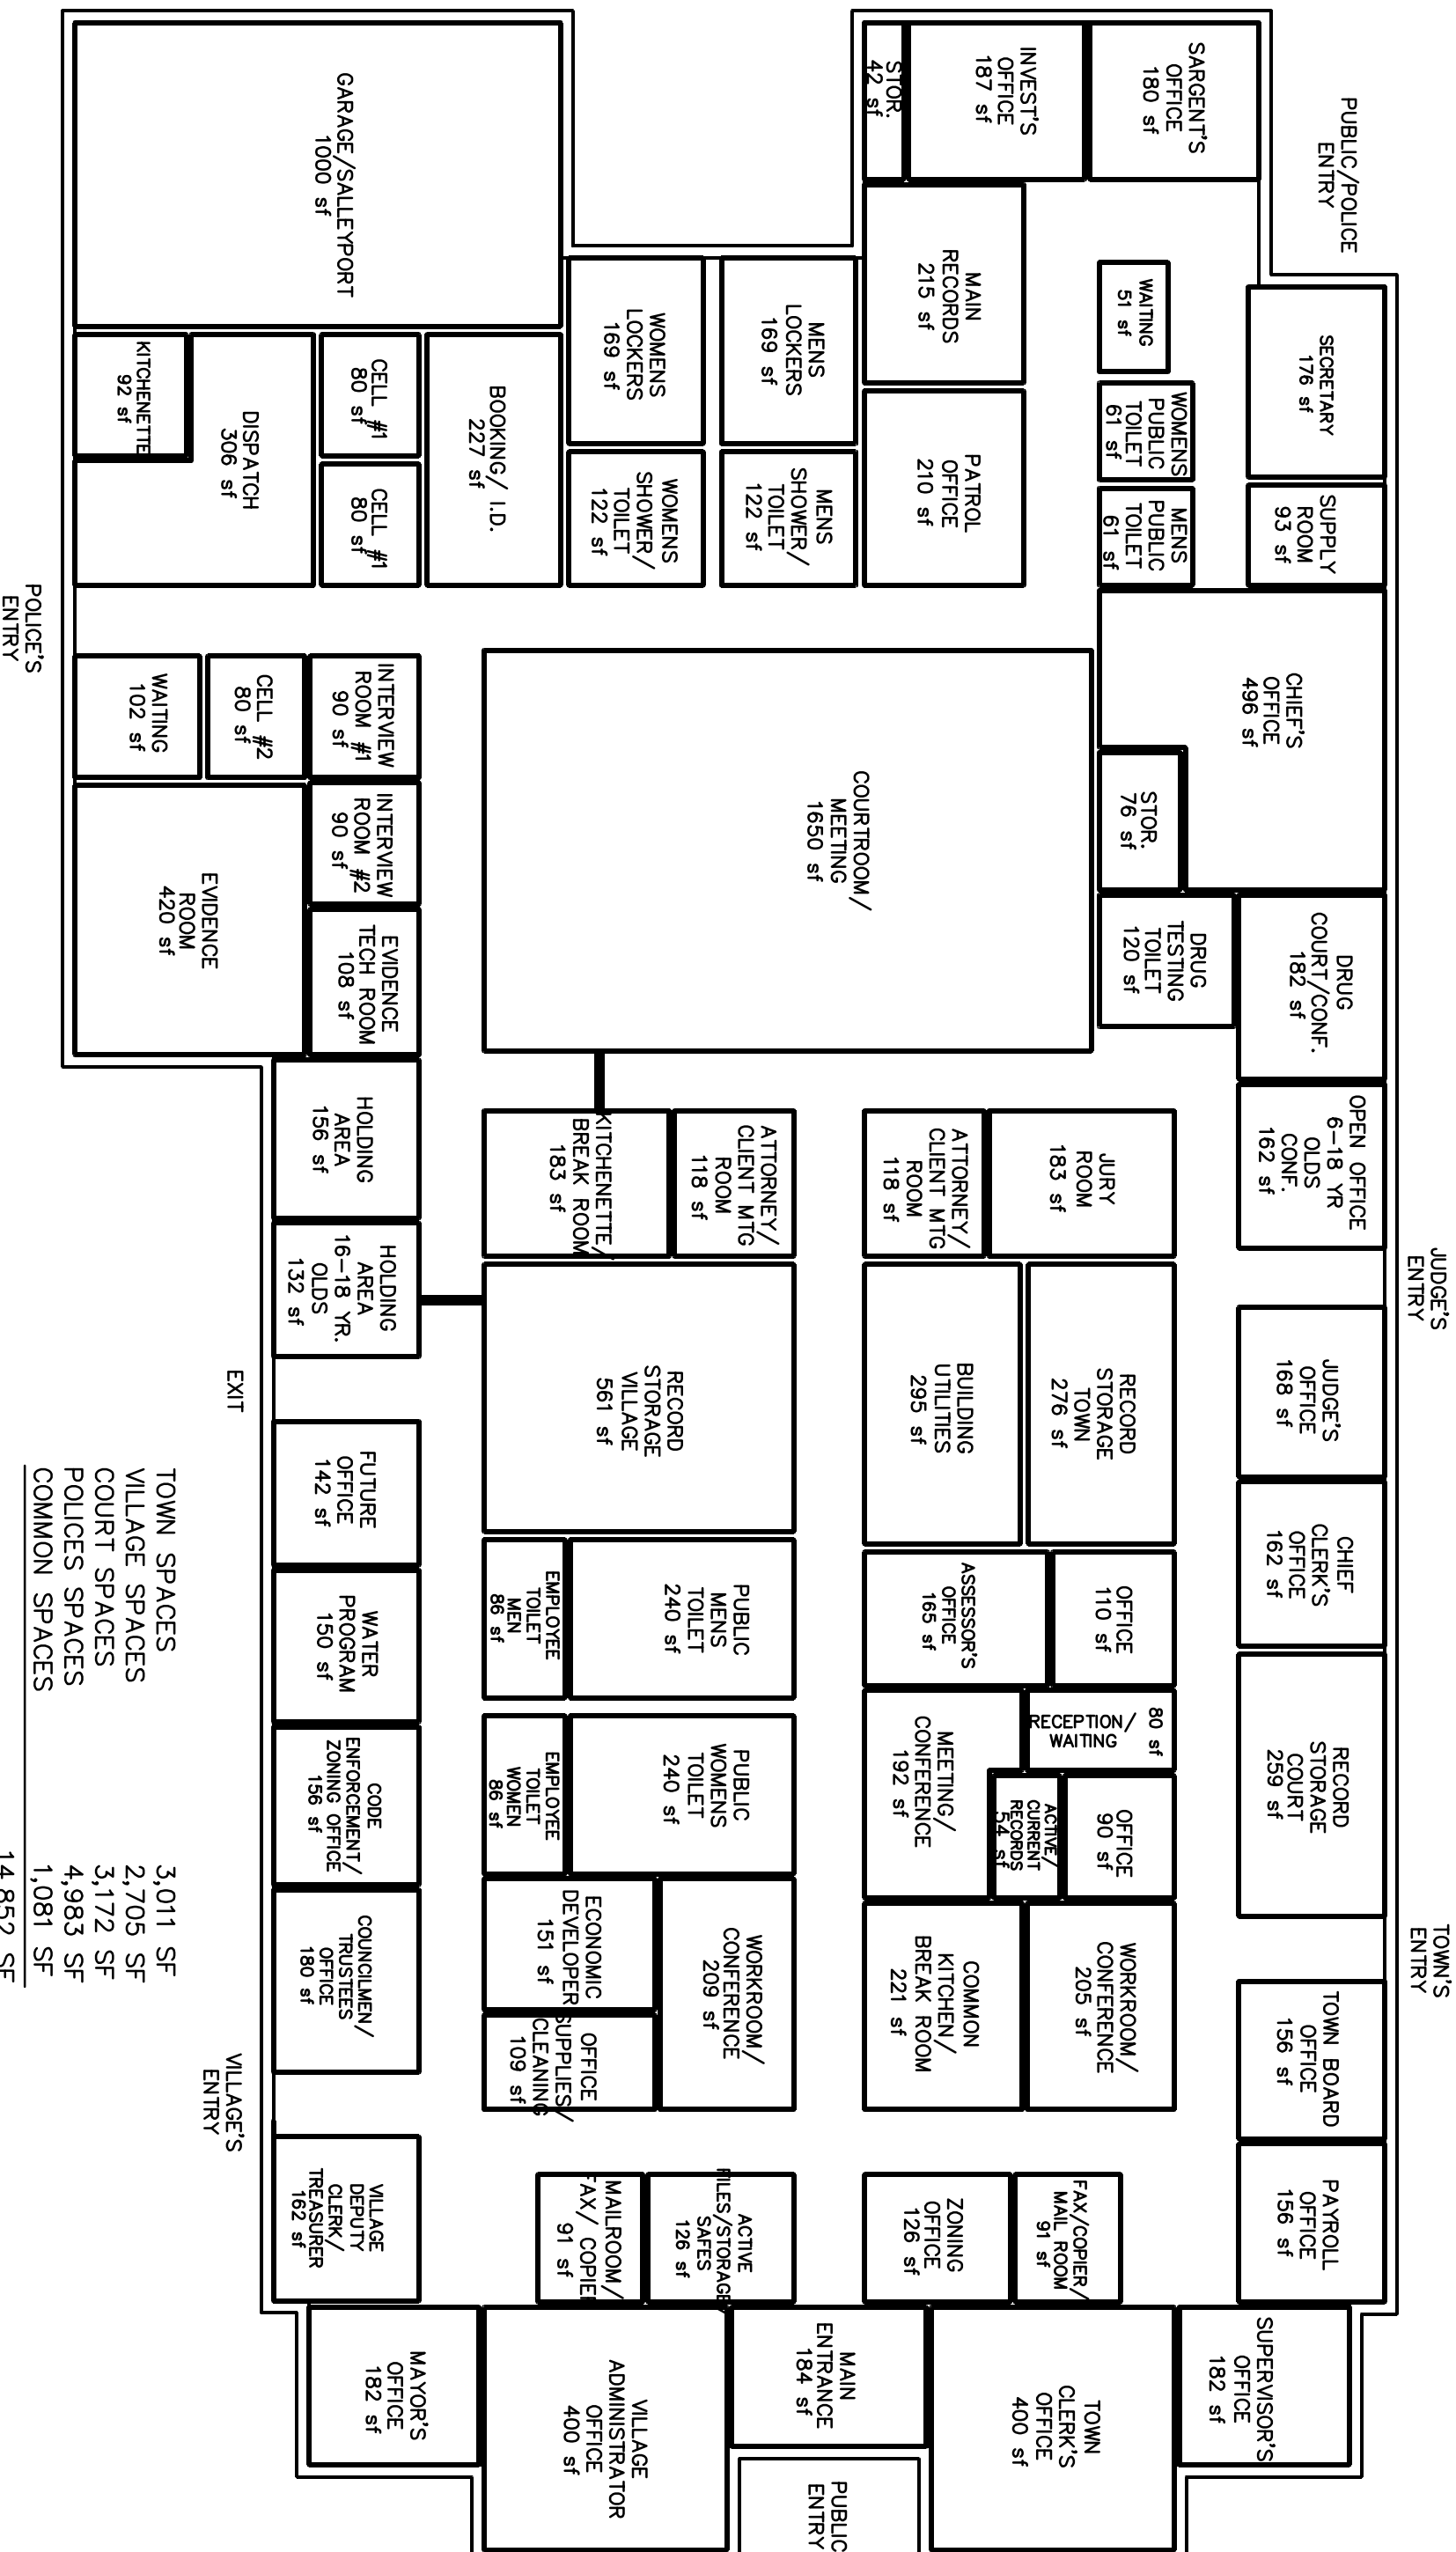 PUBLIC/POLICE
ENTRY
SARGENT'S
OFFICE
180 sf
INVEST'S
OFFICE
187 sf
STOR.
42 sf
GARAGE/SALLEYPORT
1000 sf
SECRETARY
176 sf
WAITING
51 sf
MAIN
RECORDS
215 sf
MENS
LOCKERS
169 sf
WOMENS
LOCKERS
169 sf
SUPPLY
ROOM
93 sf
WOMENS
PUBLIC
TOILET
61 sf
MENS
PUBLIC
TOILET
61 sf
PATROL
OFFICE
210 sf
MENS
SHOWER/
TOILET
122 sf
WOMENS
SHOWER/
TOILET
122 sf
BOOKING/ I.D.
227 sf
CELL #1
80 sf
CELL #1
80 sf
DISPATCH
306 sf
KITCHENETTE
92 sf
POLICE'S
ENTRY
CHIEF'S
OFFICE
496 sf
STOR.
76 sf
COURTROOM/
MEETING
1650 sf
INTERVIEW
ROOM #1
90 sf
CELL #2
80 sf
WAITING
102 sf
INTERVIEW
ROOM #2
90 sf
EVIDENCE
TECH ROOM
108 sf
EVIDENCE
ROOM
420 sf
DRUG
COURT/CONF.
182 sf
DRUG
TESTING
TOILET
120 sf
OPEN OFFICE
6-18 YR
OLDS
CONF.
162 sf
JUDGE'S
ENTRY
JURY
ROOM
183 sf
ATTORNEY/
CLIENT MTG
ROOM
118 sf
ATTORNEY/
CLIENT MTG
ROOM
118 sf
KITCHENETTE/
BREAK ROOM
183 sf
HOLDING
AREA
156 sf
HOLDING
AREA
16-18 YR.
OLDS
132 sf
EXIT
JUDGE'S
OFFICE
168 sf
CHIEF
CLERK'S
OFFICE
162 sf
RECORD
STORAGE
COURT
259 sf
RECORD
STORAGE
TOWN
276 sf
BUILDING
UTILITIES
295 sf
RECORD
STORAGE
VILLAGE
561 sf
FUTURE
OFFICE
142 sf
OFFICE
110 sf
ASSESSOR'S
OFFICE
165 sf
PUBLIC
MENS
TOILET
240 sf
EMPLOYEE
TOILET
MEN
86 sf
WATER
PROGRAM
150 sf
80 sf
RECEPTION/
WAITING
OFFICE
90 sf
ACTIVE/
CURRENT
RECORDS
54 sf
MEETING/
CONFERENCE
192 sf
PUBLIC
WOMENS
TOILET
240 sf
EMPLOYEE
TOILET
WOMEN
86 sf
CODE
ENFORCEMENT/
ZONING OFFICE
156 sf
TOWN'S
ENTRY
WORKROOM/
CONFERENCE
205 sf
COMMON
KITCHEN/
BREAK ROOM
221 sf
WORKROOM/
CONFERENCE
209 sf
ECONOMIC
DEVELOPER
151 sf
OFFICE
SUPPLIES/
CLEANING
109 sf
COUNCILMEN/
TRUSTEES
OFFICE
180 sf
VILLAGE'S
ENTRY
TOWN BOARD
OFFICE
156 sf
PAYROLL
OFFICE
156 sf
FAX/COPIER/
MAIL ROOM
91 sf
ZONING
OFFICE
126 sf
ACTIVE
FILES/STORAGE/
SAFES
126 sf
MAILROOM/
FAX/ COPIER
91 sf
VILLAGE
DEPUTY
CLERK/
TREASURER
162 sf
SUPERVISOR'S
OFFICE
182 sf
TOWN
CLERK'S
OFFICE
400 sf
MAIN
ENTRANCE
184 sf
VILLAGE
ADMINISTRATOR
OFFICE
400 sf
MAYOR'S
OFFICE
182 sf
PUBLIC
ENTRY
TOWN SPACES 3,011 SF
VILLAGE SPACES 2,705 SF
COURT SPACES 3,172 SF
POLICES SPACES 4,983 SF
COMMON SPACES 1,081 SF
14,852 SF